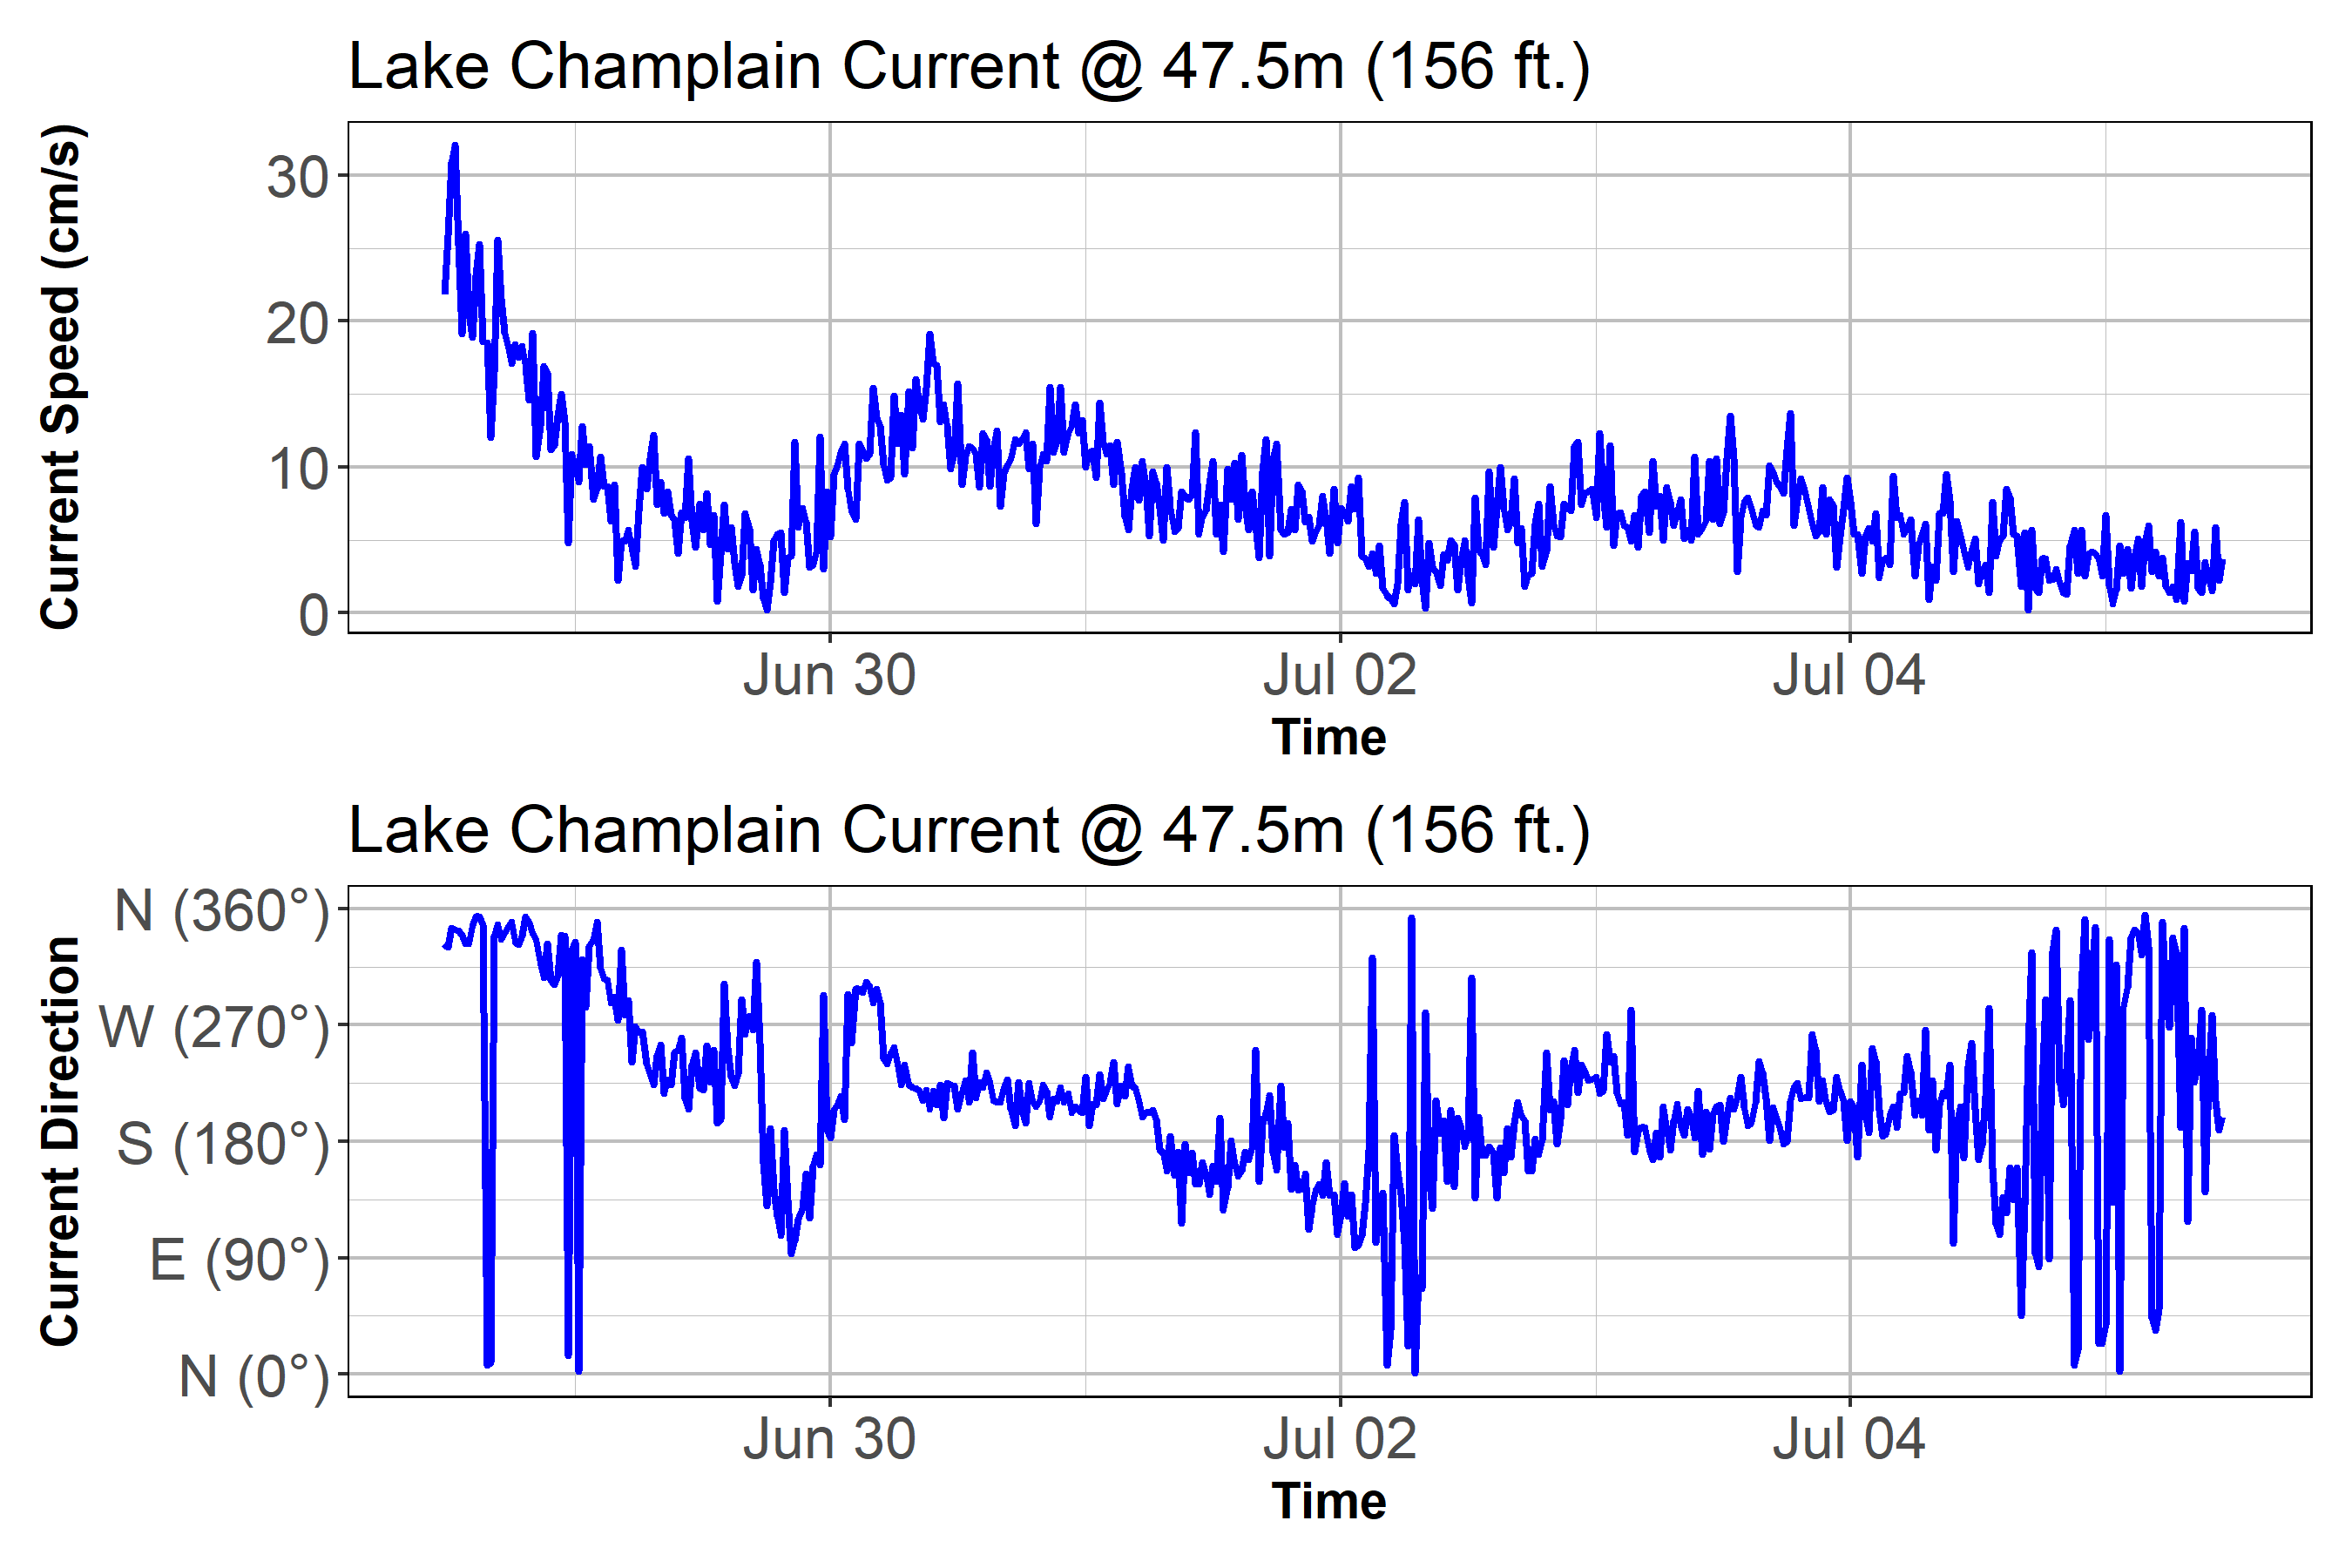 Lake Champlain Current @ 47.5m (156 ft.)
Current Speed (cm/s)
30
20
10
0
Jun 30 Jul 02 Jul 04
Time
Lake Champlain Current @ 47.5m (156 ft.)
Current Direction
N (360°)
W (270°)
S (180°)
E (90°)
N (0°)
Jun 30 Jul 02 Jul 04
Time